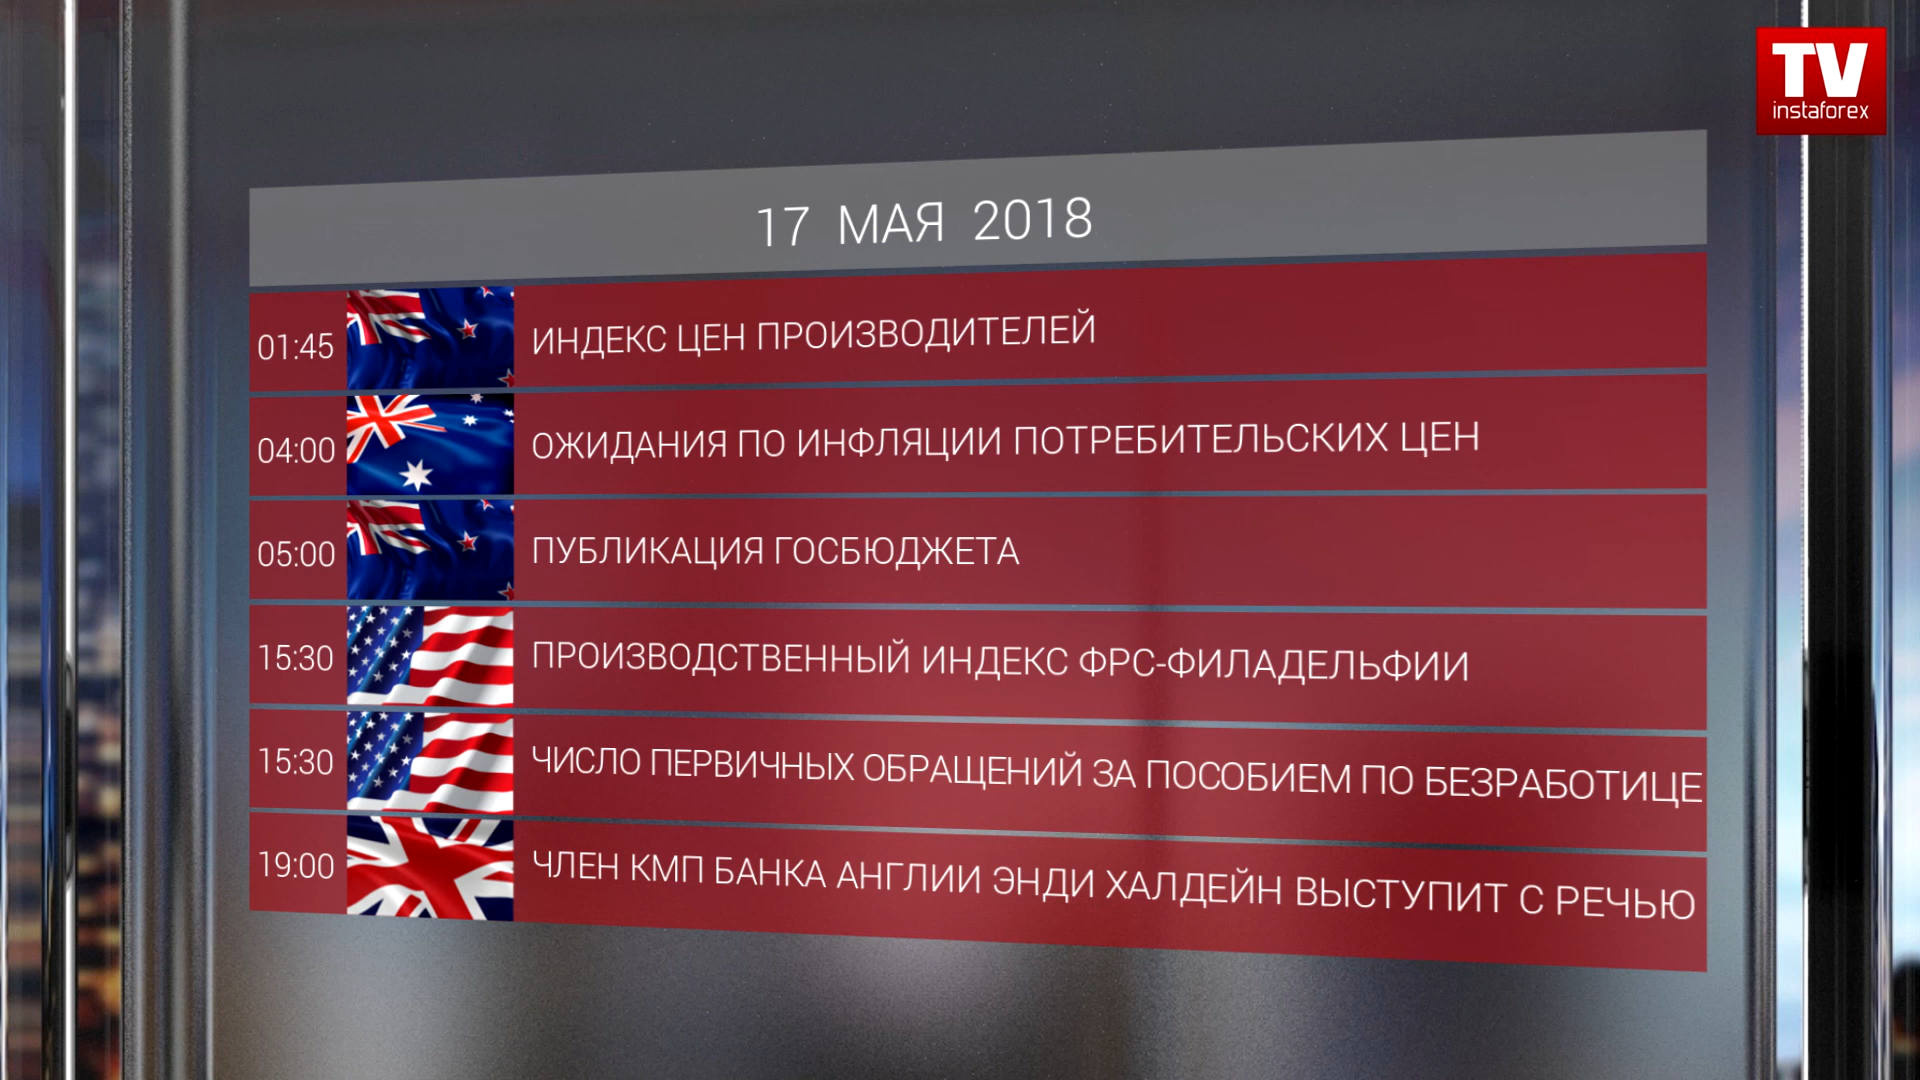 TV
instaforex
17 МАЯ 2018
01:45 ИНДЕКС ЦЕН ПРОИЗВОДИТЕЛЕЙ
04:00 ОЖИДАНИЯ ПО ИНФЛЯЦИИ ПОТРЕБИТЕЛЬСКИХ ЦЕН
05:00 ПУБЛИКАЦИЯ ГОСБЮДЖЕТА
15:30 ПРОИЗВОДСТВЕННЫЙ ИНДЕКС ФРС-ФИЛАДЕЛЬФИИ
15:30 ЧИСЛО ПЕРВИЧНЫХ ОБРАЩЕНИЙ ЗА ПОСОБИЕМ ПО БЕЗРАБОТИЦЕ
19:00 ЧЛЕН КМП БАНКА АНГЛИИ ЭНДИ ХАЛДЕЙН ВЫСТУПИТ С РЕЧЬЮ